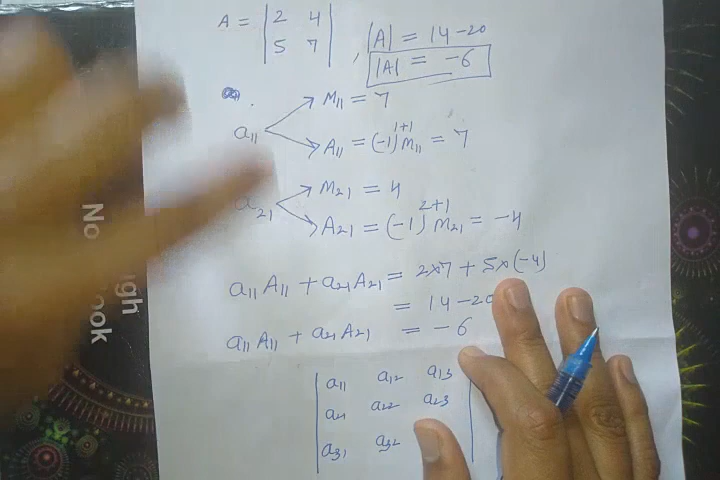 A = | 2 4 |
| 5 7 | , |A| = 14 - 20
|A| = -6
a11 → M11 = 7
→ A11 = (-1)^1+1 M11 = 7
a21 → M21 = 4
→ A21 = (-1)^2+1 M21 = -4
a11 A11 + a21 A21 = 2×7 + 5×(-4)
= 14 - 20
a11 A11 + a21 A21 = -6
| a11 a12 a13 |
| a21 a22 a23 |
| a31 a32
No